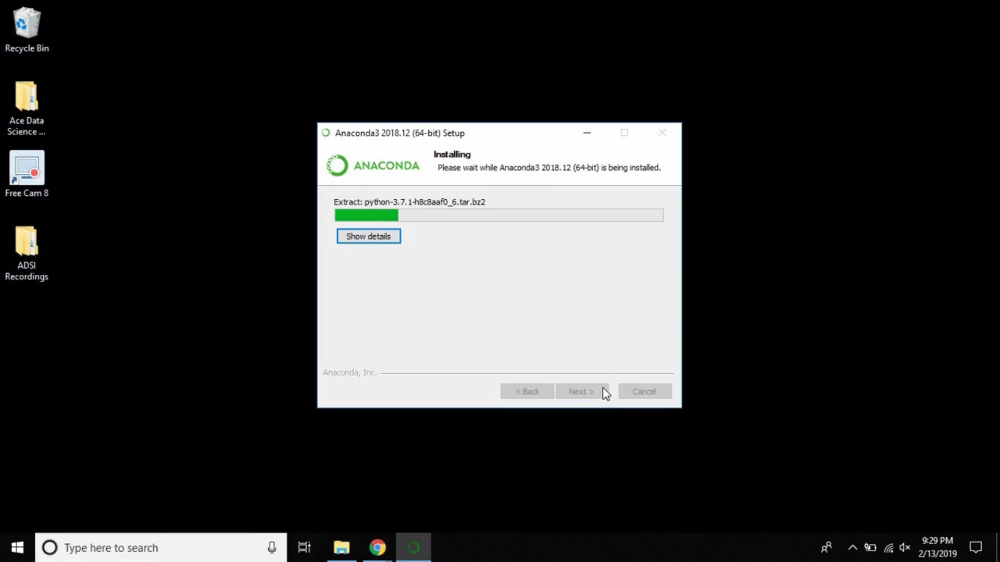 Recycle Bin
Ace Data
Science ...
Free Cam 8
ADSI
Recordings
Anaconda3 2018.12 (64-bit) Setup
ANACONDA
Installing
Please wait while Anaconda3 2018.12 (64-bit) is being installed.
Extract: python-3.7.1-h8c8aaf0_6.tar.bz2
Show details
Anaconda, Inc.
< Back
Next >
Cancel
Type here to search
9:29 PM
2/13/2019